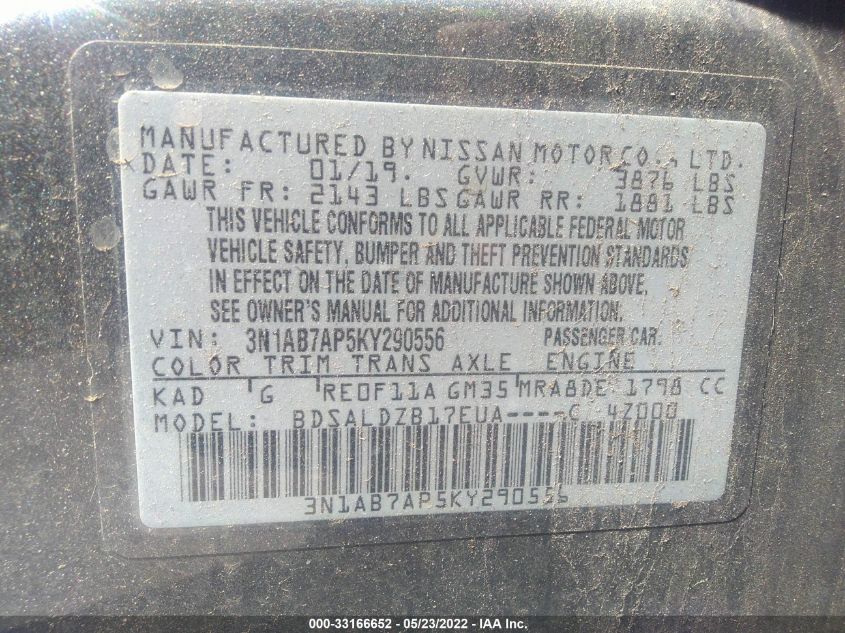 MANUFACTURED BY NISSAN MOTOR CO., LTD.
DATE: 01/19. GVWR: 3876 LBS
GAWR FR: 2143 LBS GAWR RR: 1881 LBS
THIS VEHICLE CONFORMS TO ALL APPLICABLE FEDERAL MOTOR
VEHICLE SAFETY, BUMPER AND THEFT PREVENTION STANDARDS
IN EFFECT ON THE DATE OF MANUFACTURE SHOWN ABOVE.
SEE OWNER'S MANUAL FOR ADDITIONAL INFORMATION.
VIN: 3N1AB7AP5KY290556 PASSENGER CAR.
COLOR TRIM TRANS AXLE ENGINE
KAD G RE0F11A GM35 MRA8DE 1798 CC
MODEL: BDSALDZB17EUA----C 4Z000
3N1AB7AP5KY290556
000-33166652 - 05/23/2022 - IAA Inc.